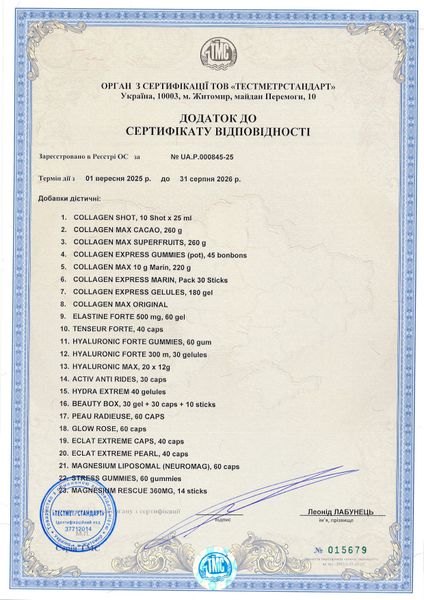 ТМС
ОРГАН З СЕРТИФІКАЦІЇ ТОВ «ТЕСТМЕТРСТАНДАРТ»
Україна, 10003, м. Житомир, майдан Перемоги, 10
ДОДАТОК ДО
СЕРТИФІКАТУ ВІДПОВІДНОСТІ
Зареєстровано в Реєстрі ОС за № UA.P.000845-25
Термін дії з 01 вересня 2025 р. до 31 серпня 2026 р.
Добавки дієтичні:
1. COLLAGEN SHOT, 10 Shot x 25 ml
2. COLLAGEN MAX CACAO, 260 g
3. COLLAGEN MAX SUPERFRUITS, 260 g
4. COLLAGEN EXPRESS GUMMIES (pot), 45 bonbons
5. COLLAGEN MAX 10 g Marin, 220 g
6. COLLAGEN EXPRESS MARIN, Pack 30 Sticks
7. COLLAGEN EXPRESS GELULES, 180 gel
8. COLLAGEN MAX ORIGINAL
9. ELASTINE FORTE 500 mg, 60 gel
10. TENSEUR FORTE, 40 caps
11. HYALURONIC FORTE GUMMIES, 60 gum
12. HYALURONIC FORTE 300 m, 30 gelules
13. HYALURONIC MAX, 20 x 12g
14. ACTIV ANTI RIDES, 30 caps
15. HYDRA EXTREM 40 gelules
16. BEAUTY BOX, 30 gel + 30 caps + 10 sticks
17. PEAU RADIEUSE, 60 CAPS
18. GLOW ROSE, 60 caps
19. ECLAT EXTREME CAPS, 40 caps
20. ECLAT EXTREME PEARL, 40 caps
21. MAGNESIUM LIPOSOMAL (NEUROMAG), 60 caps
22. STRESS GUMMIES, 60 gummies
23. MAGNESIUM RESCUE 360MG, 14 sticks
органу з сертифікації
підпис
Леонід ЛАБУНЕЦЬ
ім'я, прізвище
«ТЕСТМЕТРСТАНДАРТ»
Ідентифікаційний код
37712014
М.П.
Серія ТМС
№ 015679
ТМС